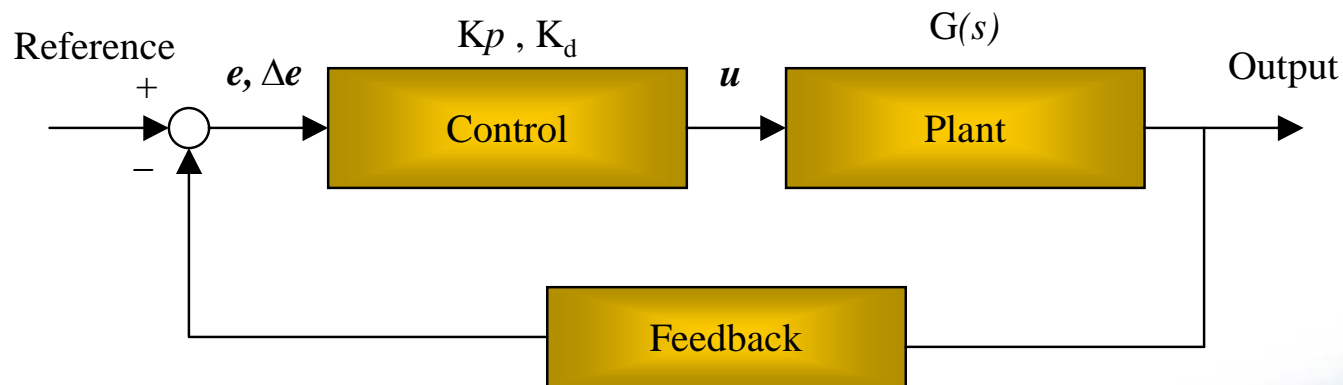 Reference
Kp , Kd
G(s)
+
e, Δe
u
Output
Control
Plant
−
Feedback